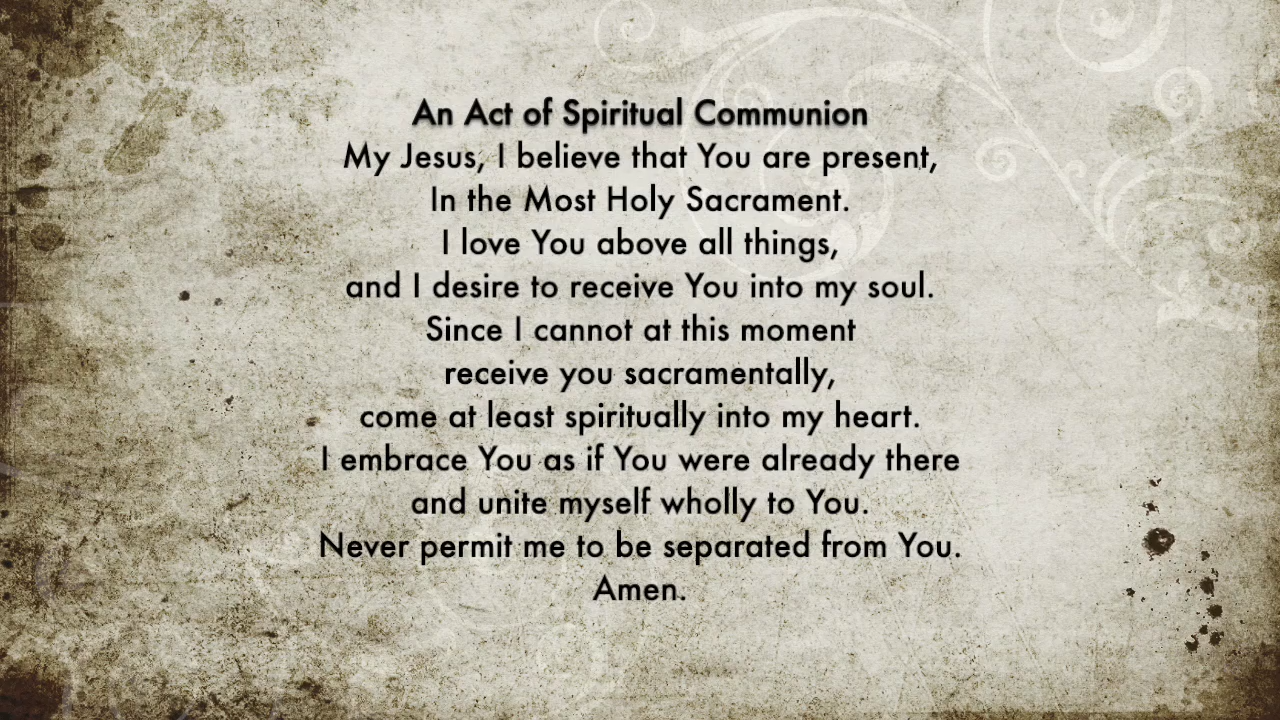 An Act of Spiritual Communion
My Jesus, I believe that You are present,
In the Most Holy Sacrament.
I love You above all things,
and I desire to receive You into my soul.
Since I cannot at this moment
receive you sacramentally,
come at least spiritually into my heart.
I embrace You as if You were already there
and unite myself wholly to You.
Never permit me to be separated from You.
Amen.